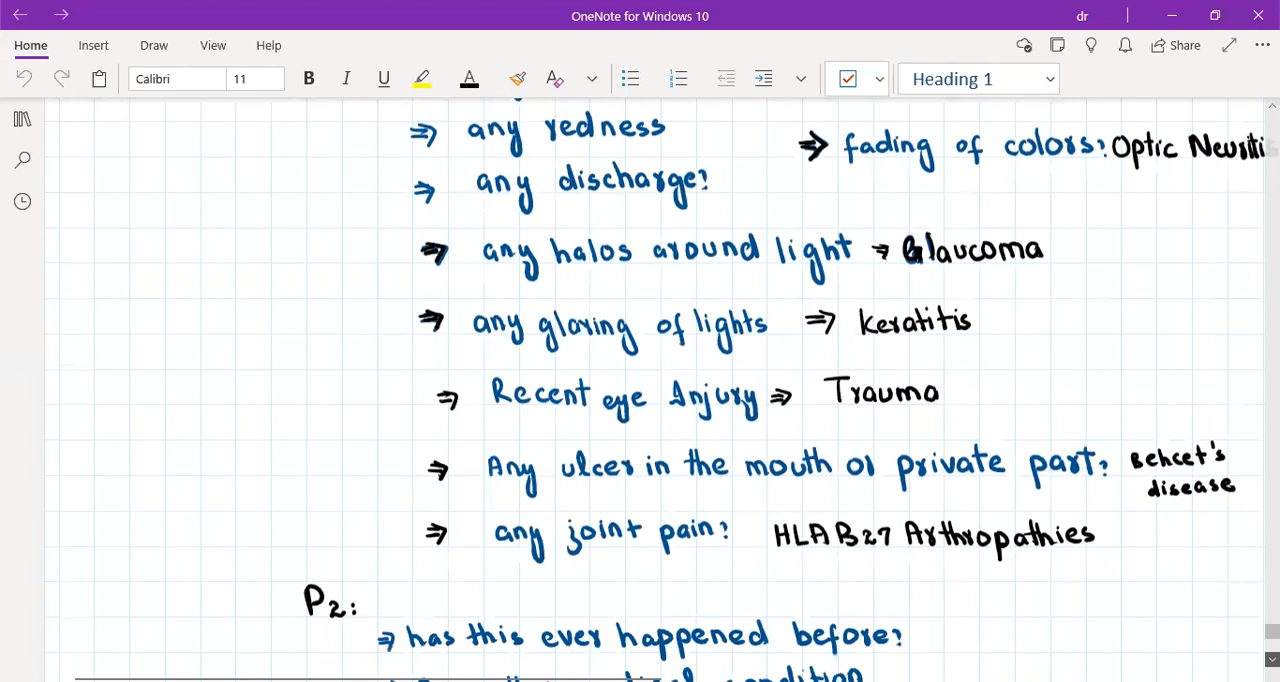 OneNote for Windows 10
dr
Home Insert Draw View Help
Share
Calibri 11 B I U A Heading 1
⇒ any redness
⇒ fading of colors? Optic Neuriti
⇒ any discharge?
⇒ any halos around light ⇒ Glaucoma
⇒ any glaring of lights ⇒ Keratitis
⇒ Recent eye Injury ⇒ Trauma
⇒ Any ulcer in the mouth or private part? Behcet's
disease
⇒ any joint pain? HLA B27 Arthropathies
P2:
⇒ has this ever happened before?
condition